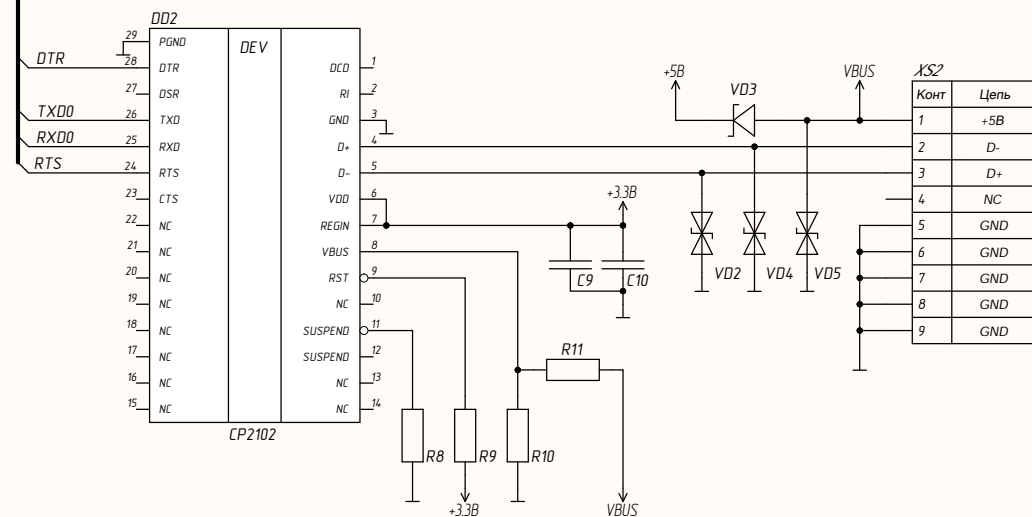 DD2
DEV
29 PGND
DTR 28 DTR
27 DSR
TXD0 26 TXD
RXD0 25 RXD
RTS 24 RTS
23 CTS
22 NC
21 NC
20 NC
19 NC
18 NC
17 NC
16 NC
15 NC
DCD 1
RI 2
GND 3
D+ 4
D- 5
VDD 6
REGIN 7
VBUS 8
RST 9
NC 10
SUSPEND 11
SUSPEND 12
NC 13
NC 14
CP2102
+3.3В
C9
C10
R8
R9
R10
R11
+3.3В
VBUS
+5В
VD3
VBUS
VD2
VD4
VD5
XS2
Конт Цепь
1 +5В
2 D-
3 D+
4 NC
5 GND
6 GND
7 GND
8 GND
9 GND